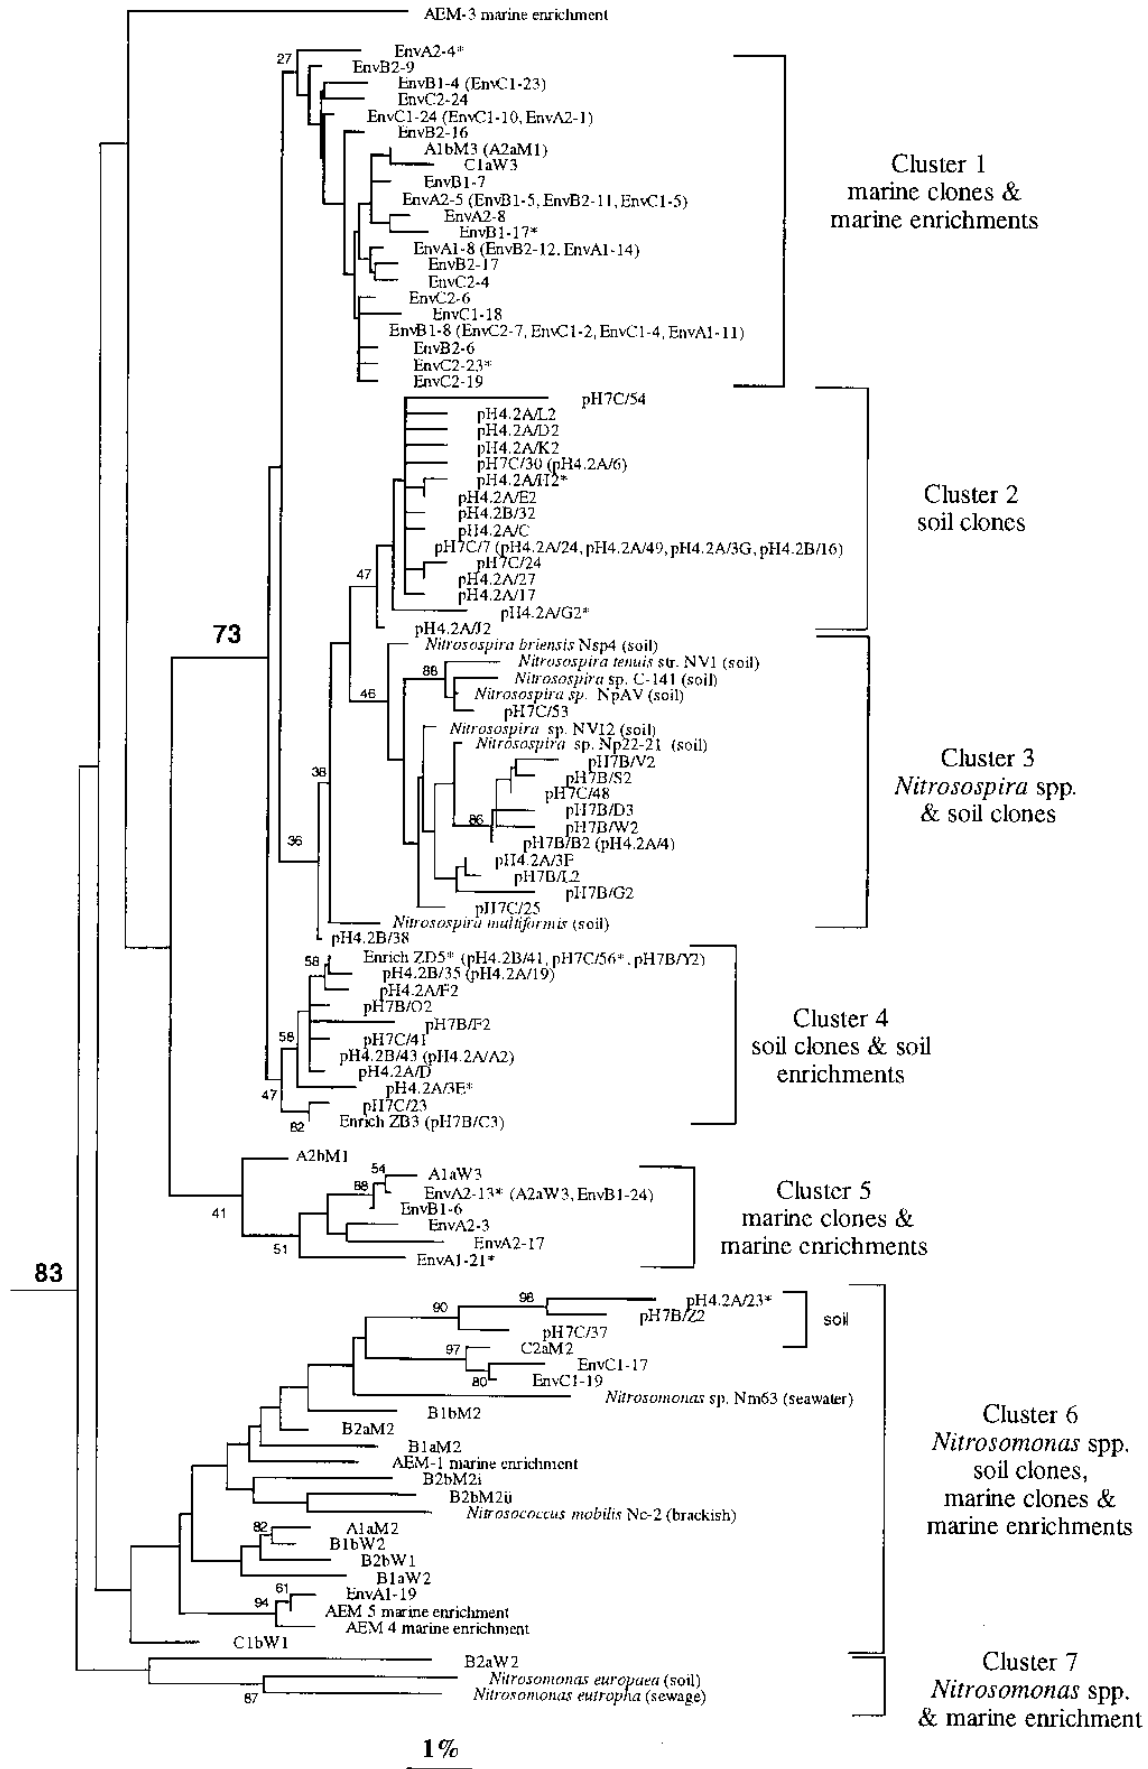 AEM-3 marine enrichment
27
EnvA2-4*
EnvB2-9
EnvB1-4 (EnvC1-23)
EnvC2-24
EnvC1-24 (EnvC1-10, EnvA2-1)
EnvB2-16
A1bM3 (A2aM1)
C1aW3
EnvB1-7
EnvA2-5 (EnvB1-5, EnvB2-11, EnvC1-5)
EnvA2-8
EnvB1-17*
EnvA1-8 (EnvB2-12, EnvA1-14)
EnvB2-17
EnvC2-4
EnvC2-6
EnvC1-18
EnvB1-8 (EnvC2-7, EnvC1-2, EnvC1-4, EnvA1-11)
EnvB2-6
EnvC2-23*
EnvC2-19
Cluster 1
marine clones &
marine enrichments
pH7C/54
pH4.2A/L2
pH4.2A/D2
pH4.2A/K2
pH7C/30 (pH4.2A/6)
pH4.2A/H2*
pH4.2A/E2
pH4.2B/32
pH4.2A/C
pH7C/7 (pH4.2A/24, pH4.2A/49, pH4.2A/3G, pH4.2B/16)
pH7C/24
47
pH4.2A/27
pH4.2A/17
pH4.2A/G2*
pH4.2A/J2
Cluster 2
soil clones
73
Nitrosospira briensis Nsp4 (soil)
Nitrosospira tenuis str. NV1 (soil)
88
Nitrosospira sp. C-141 (soil)
46
Nitrosospira sp. NpAV (soil)
pH7C/53
Nitrosospira sp. NV12 (soil)
Nitrosospira sp. Np22-21 (soil)
pH7B/V2
38
pH7B/S2
pH7C/48
pH7B/D3
86
pH7B/W2
36
pH7B/B2 (pH4.2A/4)
pH4.2A/3F
pH7B/L2
pH7B/G2
pH7C/25
Nitrosospira multiformis (soil)
pH4.2B/38
Cluster 3
Nitrosospira spp.
& soil clones
58
Enrich ZD5* (pH4.2B/41, pH7C/56*, pH7B/Y2)
pH4.2B/35 (pH4.2A/19)
pH4.2A/F2
pH7B/O2
pH7B/F2
58
pH7C/41
pH4.2B/43 (pH4.2A/A2)
pH4.2A/D
pH4.2A/3E*
47
pH7C/23
82
Enrich ZB3 (pH7B/C3)
Cluster 4
soil clones & soil
enrichments
A2bM1
54
A1aW3
88
EnvA2-13* (A2aW3, EnvB1-24)
EnvB1-6
41
EnvA2-3
EnvA2-17
51
EnvA1-21*
Cluster 5
marine clones &
marine enrichments
83
98
pH4.2A/23*
90
pH7B/Z2
pH7C/37
soil
97
C2aM2
EnvC1-17
80
EnvC1-19
Nitrosomonas sp. Nm63 (seawater)
B1bM2
B2aM2
B1aM2
AEM-1 marine enrichment
B2bM2i
B2bM2ii
Nitrosococcus mobilis Nc-2 (brackish)
82
A1aM2
B1bW2
B2bW1
B1aW2
61
EnvA1-19
94
AEM 5 marine enrichment
AEM 4 marine enrichment
C1bW1
Cluster 6
Nitrosomonas spp.
soil clones,
marine clones &
marine enrichments
B2aW2
Nitrosomonas europaea (soil)
87
Nitrosomonas eutropha (sewage)
Cluster 7
Nitrosomonas spp.
& marine enrichment
1%